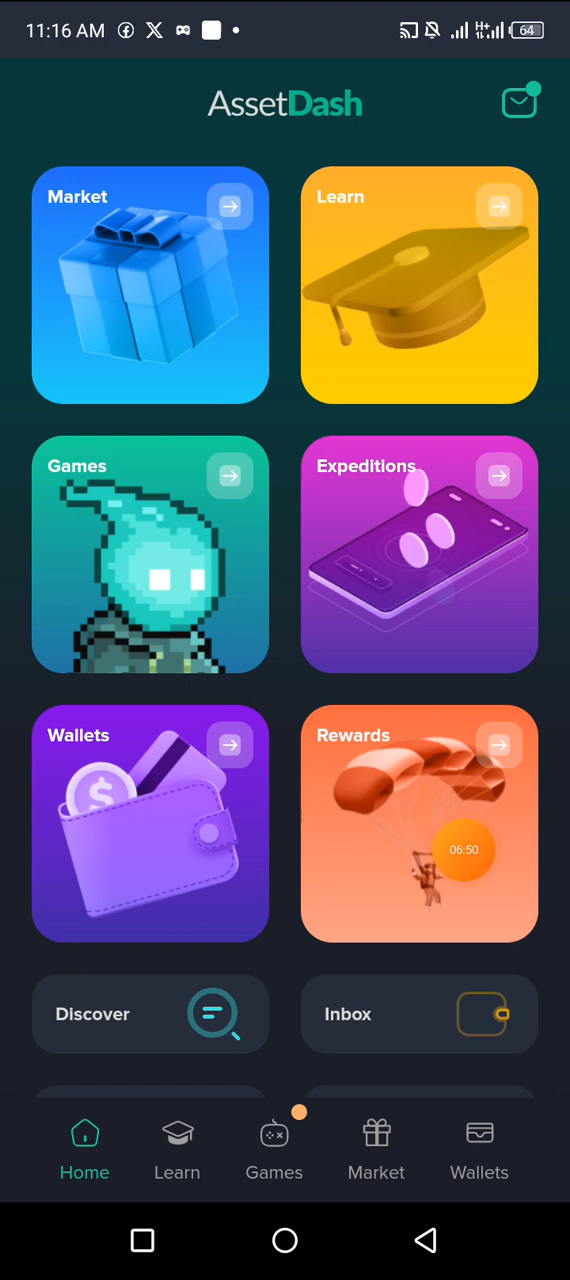 11:16 AM
H+
64
AssetDash
Market
Learn
Games
Expeditions
Wallets
Rewards
06:50
Discover
Inbox
Home
Learn
Games
Market
Wallets